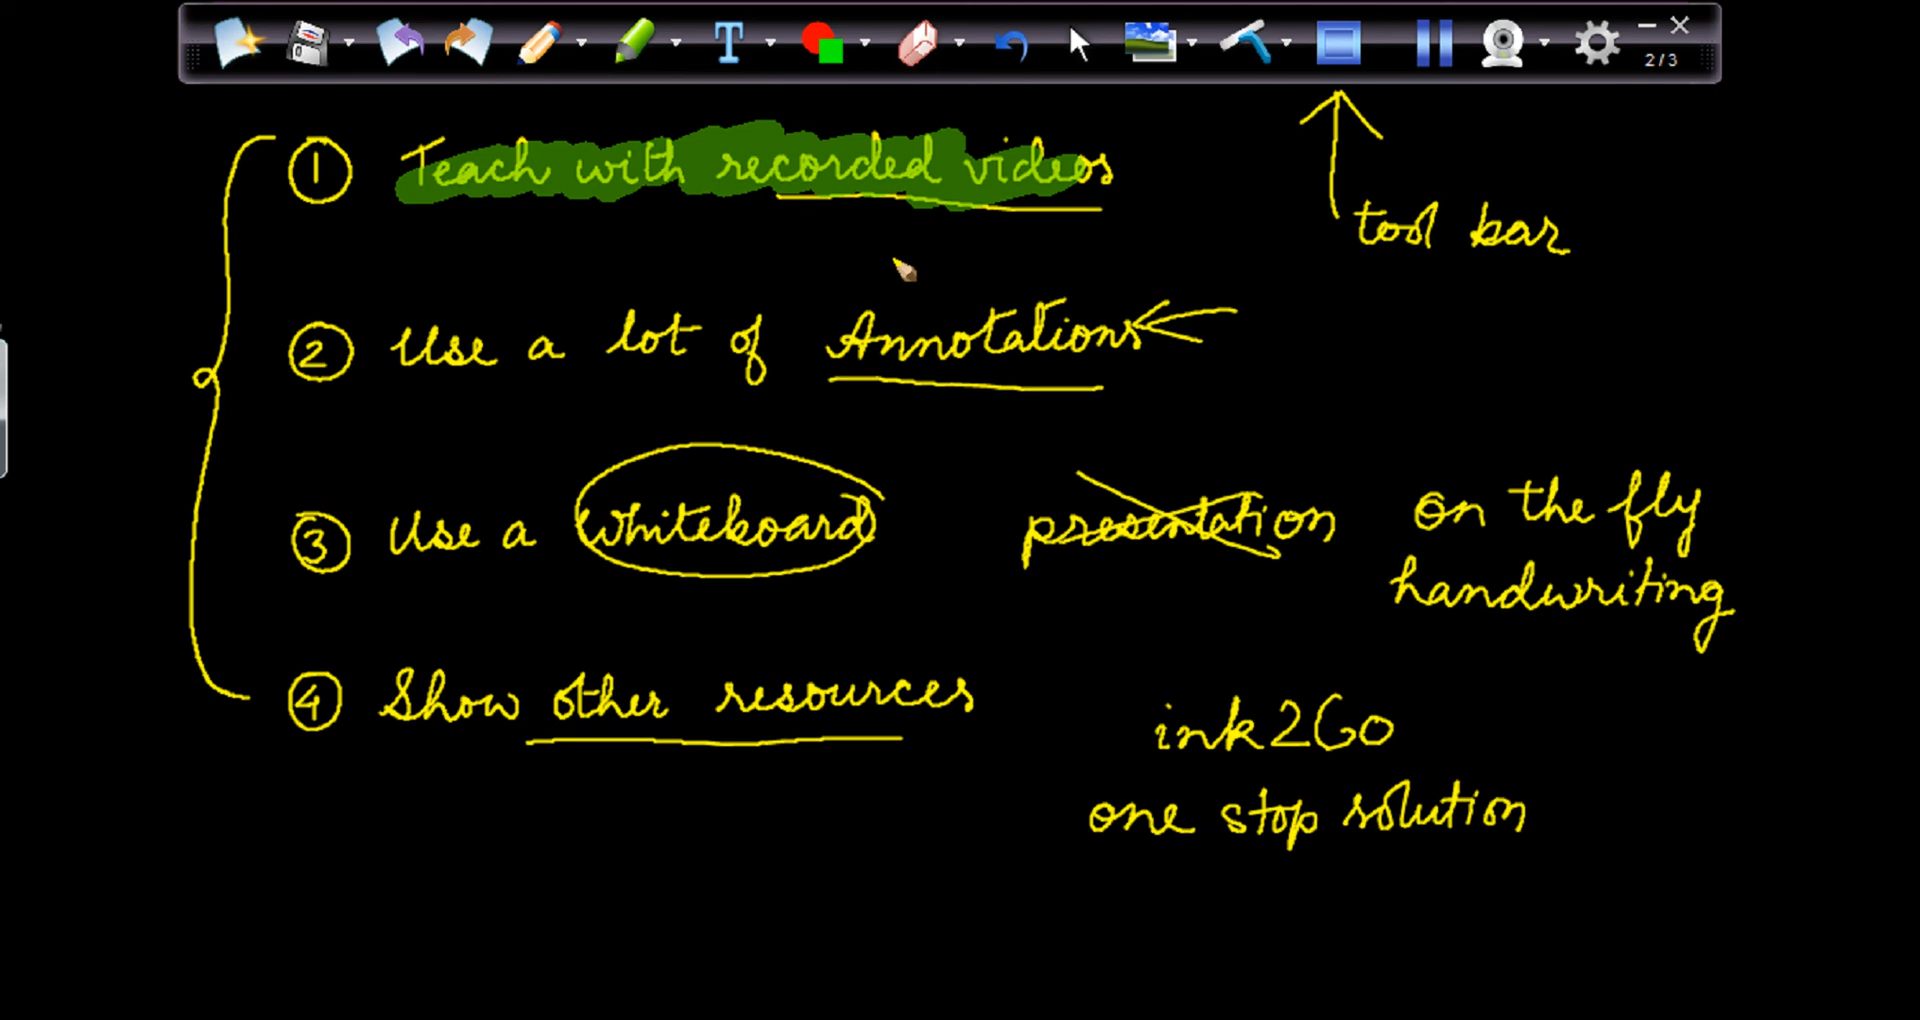 2/3
① Teach with recorded videos
tool bar
② Use a lot of Annotations
③ Use a whiteboard presentation on the fly
handwriting
④ Show other resources
ink2Go
one stop solution